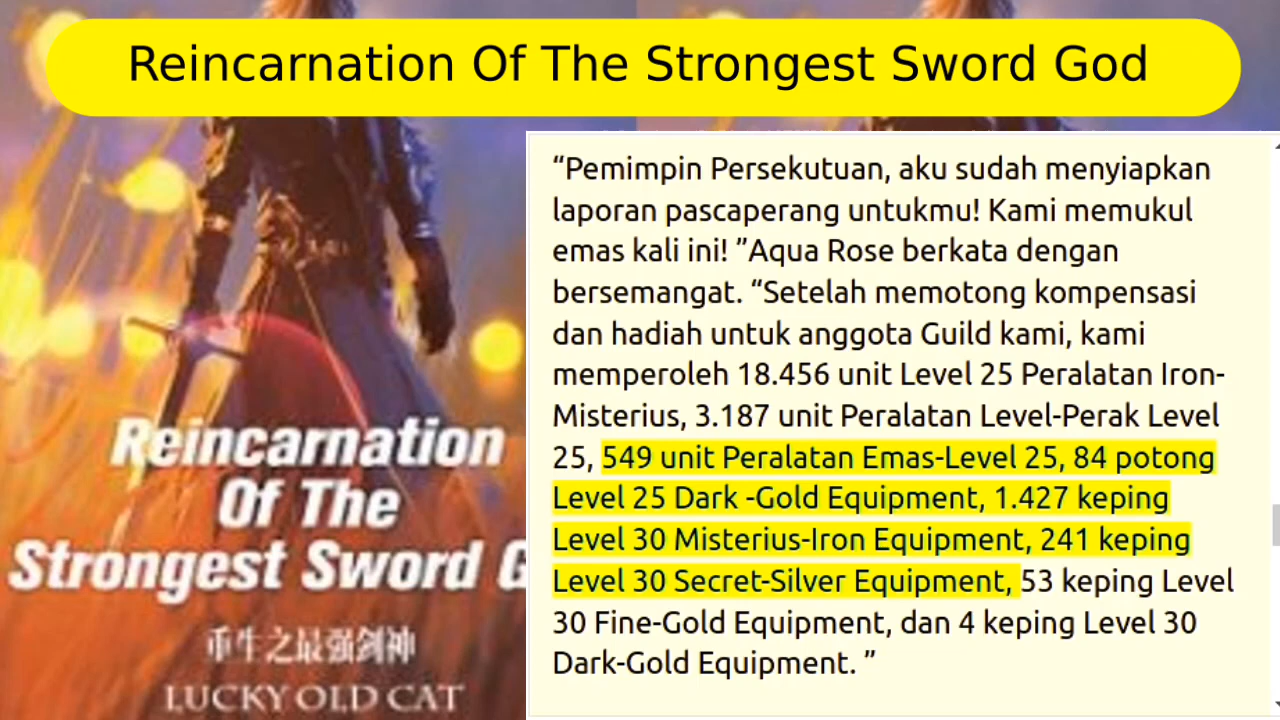 Reincarnation Of The Strongest Sword God
“Pemimpin Persekutuan, aku sudah menyiapkan
laporan pascaperang untukmu! Kami memukul
emas kali ini! ”Aqua Rose berkata dengan
bersemangat. “Setelah memotong kompensasi
dan hadiah untuk anggota Guild kami, kami
memperoleh 18.456 unit Level 25 Peralatan Iron-
Misterius, 3.187 unit Peralatan Level-Perak Level
25, 549 unit Peralatan Emas-Level 25, 84 potong
Level 25 Dark -Gold Equipment, 1.427 keping
Level 30 Misterius-Iron Equipment, 241 keping
Level 30 Secret-Silver Equipment, 53 keping Level
30 Fine-Gold Equipment, dan 4 keping Level 30
Dark-Gold Equipment. ”
Reincarnation
Of The
Strongest Sword G
重生之最强剑神
LUCKY OLD CAT